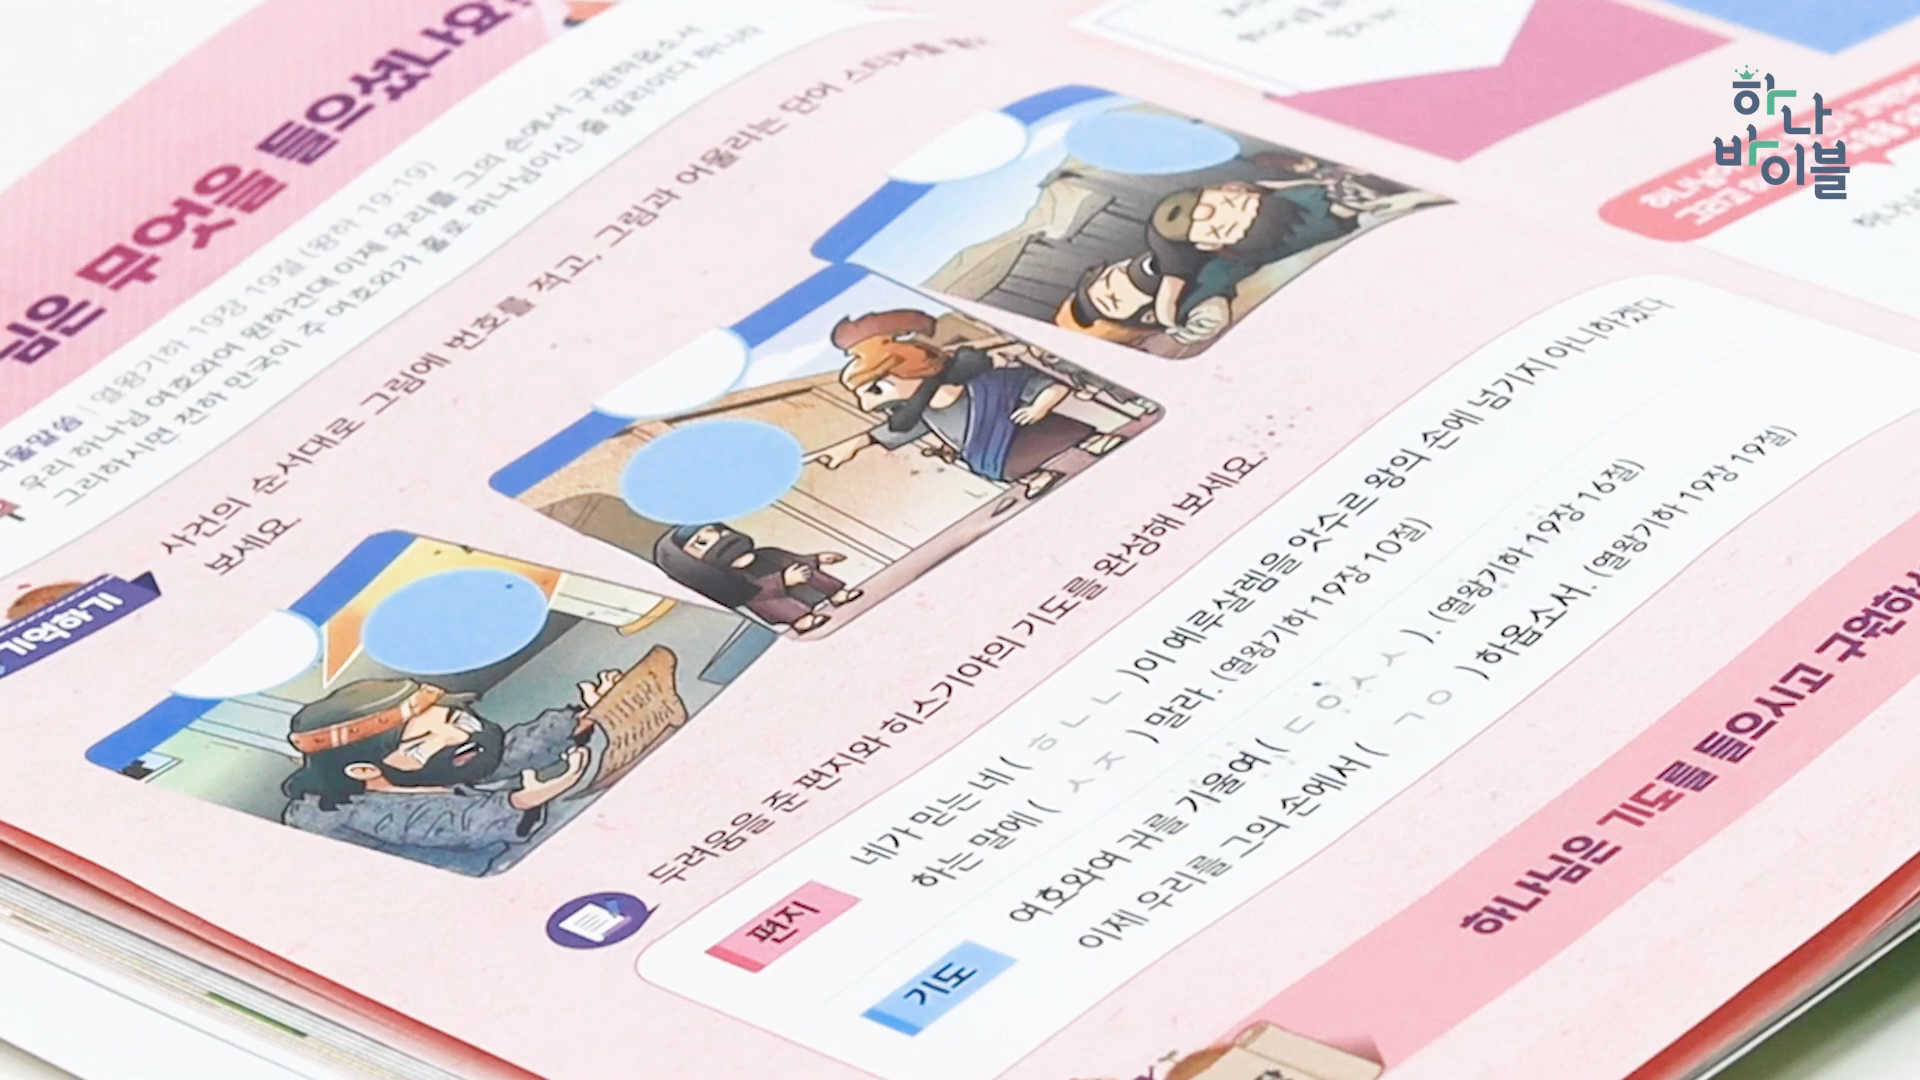 님은 무엇을 들으셨나요?
열왕기하 19장 19절 (왕하 19:19)
우리 하나님 여호와여 원하건대 이제 우리를 그의 손에서 구원하옵소서
그리하시면 천하 만국이 주 여호와가 홀로 하나님이신 줄 알리이다 하니라
기억하기
사건의 순서대로 그림에 번호를 적고, 그림과 어울리는 단어 스티커를
보세요.
두려움을 준 편지와 히스기야의 기도를 완성해 보세요.
편지
네가 믿는 네 ( ㅎㄴㄴ )이 예루살렘을 앗수르 왕의 손에 넘기지 아니하겠다
하는 말에 ( ㅅㅈ ) 말라. (열왕기하 19장 10절)
기도
여호와여 귀를 기울여 ( ㄷㅇㅅㅅ ). (열왕기하 19장 16절)
이제 우리를 그의 손에서 ( ㄱㅇ ) 하옵소서. (열왕기하 19장 19절)
하나님은 기도를 들으시고 구원하
하나
바이블